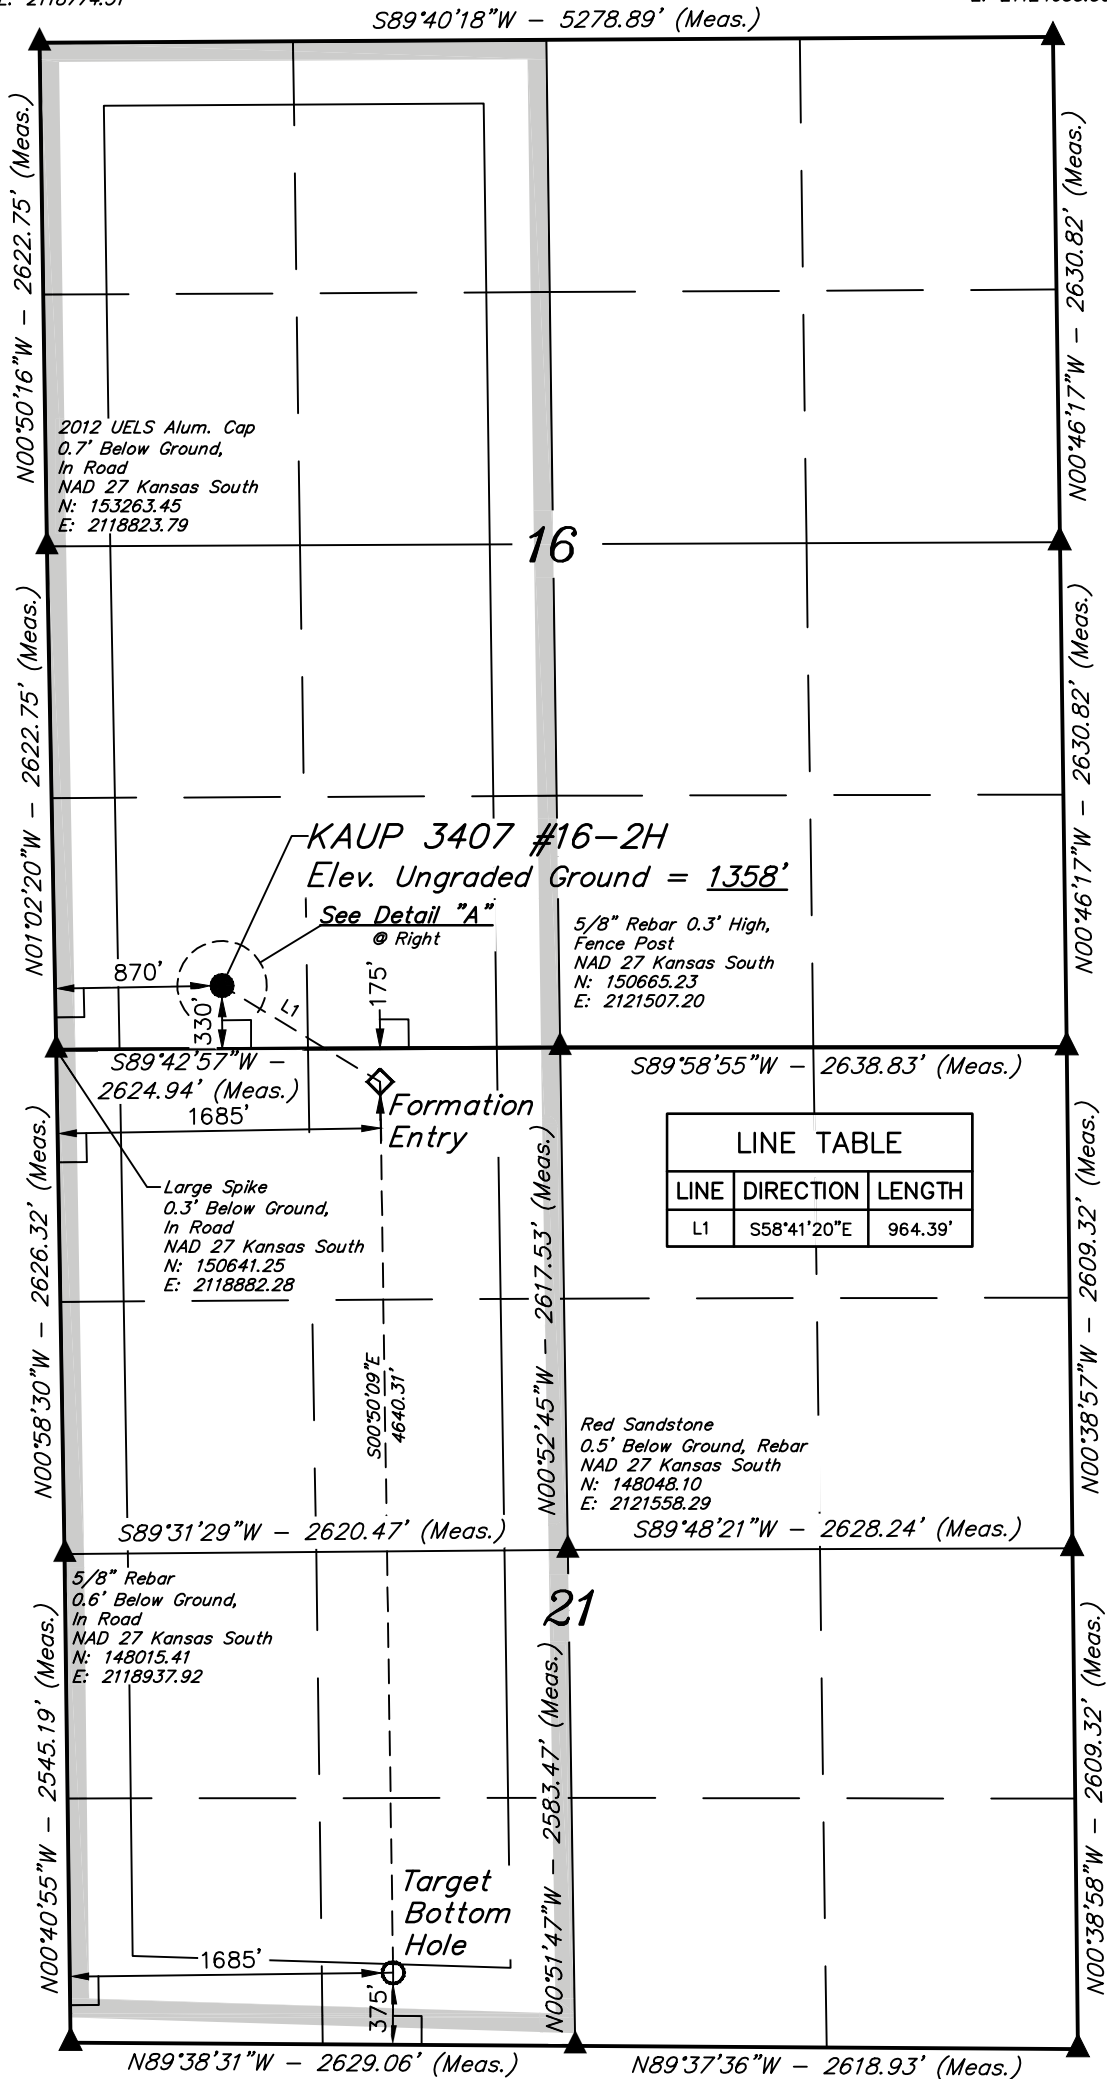 S89°40'18"W - 5278.89' (Meas.)
N00°50'16"W - 2622.75' (Meas.)
N00°46'17"W - 2630.82' (Meas.)
2012 UELS Alum. Cap
0.7' Below Ground,
In Road
NAD 27 Kansas South
N: 153263.45
E: 2118823.79
16
N01°02'20"W - 2622.75' (Meas.)
N00°46'17"W - 2630.82' (Meas.)
KAUP 3407 #16-2H
Elev. Ungraded Ground = 1358'
See Detail "A"
@ Right
5/8" Rebar 0.3' High,
Fence Post
NAD 27 Kansas South
N: 150665.23
E: 2121507.20
870'
330'
L1
175'
S89°42'57"W -
2624.94' (Meas.)
S89°58'55"W - 2638.83' (Meas.)
1685'
Formation
Entry
LINE TABLE
LINE DIRECTION LENGTH
L1 S58°41'20"E 964.39'
Large Spike
0.3' Below Ground,
In Road
NAD 27 Kansas South
N: 150641.25
E: 2118882.28
N00°58'30"W - 2626.32' (Meas.)
S00°50'09"E
4640.31'
N00°52'45"W - 2617.53' (Meas.)
N00°38'57"W - 2609.32' (Meas.)
Red Sandstone
0.5' Below Ground, Rebar
NAD 27 Kansas South
N: 148048.10
E: 2121558.29
S89°31'29"W - 2620.47' (Meas.)
S89°48'21"W - 2628.24' (Meas.)
5/8" Rebar
0.6' Below Ground,
In Road
NAD 27 Kansas South
N: 148015.41
E: 2118937.92
21
N00°40'55"W - 2545.19' (Meas.)
N00°51'47"W - 2583.47' (Meas.)
N00°38'58"W - 2609.32' (Meas.)
Target
Bottom
Hole
1685'
375'
N89°38'31"W - 2629.06' (Meas.)
N89°37'36"W - 2618.93' (Meas.)